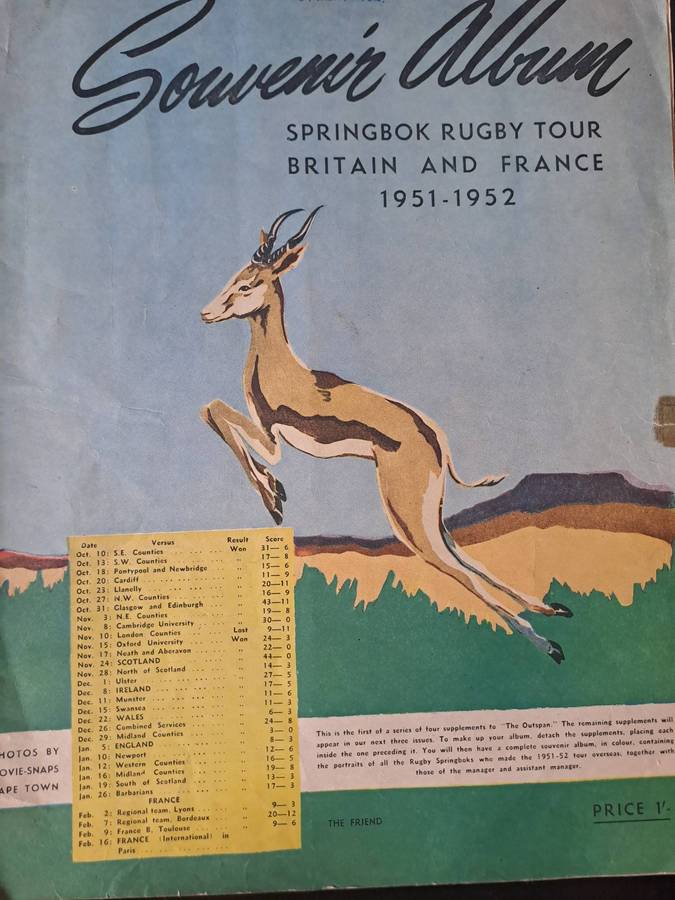 Souvenir Album
SPRINGBOK RUGBY TOUR
BRITAIN AND FRANCE
1951-1952
Date Versus Result Score
Oct. 10: S.E. Counties Won 31— 6
Oct. 13: S.W. Counties " 17— 8
Oct. 18: Pontypool and Newbridge " 15— 6
Oct. 20: Cardiff " 11— 9
Oct. 23: Llanelly " 20—11
Oct. 27: N.W. Counties " 16— 9
Oct. 31: Glasgow and Edinburgh " 43—11
Nov. 3: N.E. Counties " 19— 8
Nov. 8: Cambridge University " 30— 0
Nov. 10: London Counties Lost 9—11
Nov. 15: Oxford University Won 24— 3
Nov. 17: Neath and Aberavon " 22— 0
Nov. 24: SCOTLAND " 44— 0
Nov. 28: North of Scotland " 14— 3
Dec. 1: Ulster " 27— 5
Dec. 8: IRELAND " 17— 5
Dec. 11: Munster " 11— 6
Dec. 15: Swansea " 11— 3
Dec. 22: WALES " 6— 3
Dec. 26: Combined Services " 24— 8
Dec. 29: Midland Counties " 3— 0
Jan. 5: ENGLAND " 8— 3
Jan. 10: Newport " 12— 6
Jan. 12: Western Counties " 16— 5
Jan. 16: Midland Counties " 19— 8
Jan. 19: South of Scotland " 13— 3
Jan. 26: Barbarians " 17— 3
FRANCE
Feb. 2: Regional team, Lyons " 9— 3
Feb. 7: Regional team, Bordeaux " 20—12
Feb. 9: France B, Toulouse " 9— 6
Feb. 16: FRANCE (International) in
Paris
HOTOS BY
OVIE-SNAPS
APE TOWN
This is the first of a series of four supplements to "The Outspan." The remaining supplements will
appear in our next three issues. To make up your album, detach the supplements, placing each
inside the one preceding it. You will then have a complete souvenir album, in colour, containing
the portraits of all the Rugby Springboks who made the 1951-52 tour overseas, together with
those of the manager and assistant manager.
THE FRIEND
PRICE 1/-